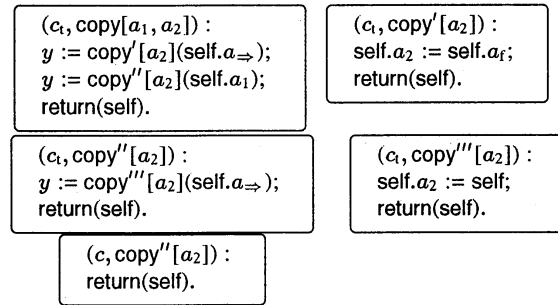 (c_t, copy[a_1, a_2]) :
y := copy′[a_2](self.a_⇒);
y := copy″[a_2](self.a_1);
return(self).
(c_t, copy′[a_2]) :
self.a_2 := self.a_f;
return(self).
(c_t, copy″[a_2]) :
y := copy‴[a_2](self.a_⇒);
return(self).
(c_t, copy‴[a_2]) :
self.a_2 := self;
return(self).
(c, copy″[a_2]) :
return(self).